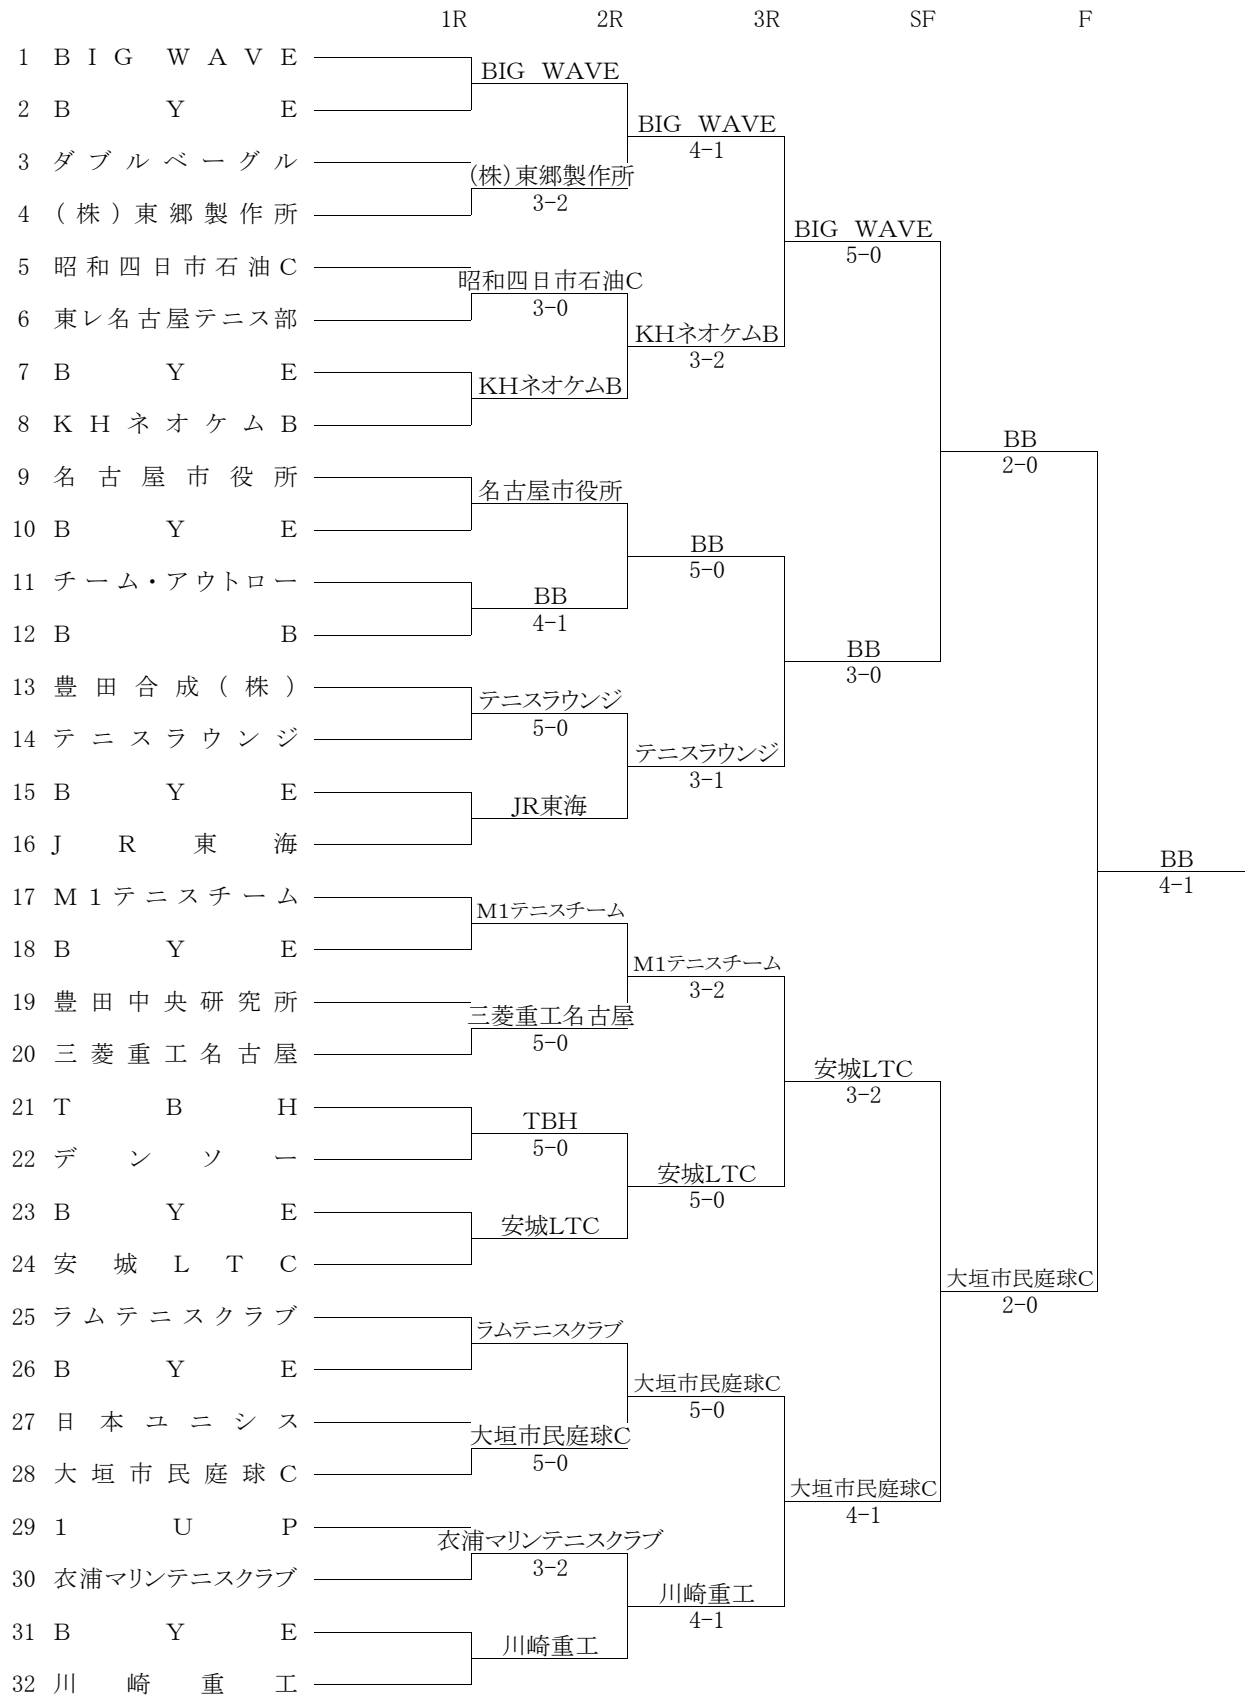 1R 2R 3R SF F
1 BIG WAVE
BIG WAVE
2 BYE
BIG WAVE
4-1
3 ダブルベーグル
(株)東郷製作所
3-2
4 (株)東郷製作所
BIG WAVE
5-0
5 昭和四日市石油C
昭和四日市石油C
3-0
6 東レ名古屋テニス部
KHネオケムB
3-2
7 BYE
KHネオケムB
8 KHネオケムB
BB
2-0
9 名古屋市役所
名古屋市役所
10 BYE
BB
5-0
11 チーム・アウトロー
BB
4-1
12 BB
BB
3-0
13 豊田合成(株)
テニスラウンジ
5-0
14 テニスラウンジ
テニスラウンジ
3-1
15 BYE
JR東海
16 JR東海
BB
4-1
17 M1テニスチーム
M1テニスチーム
18 BYE
M1テニスチーム
3-2
19 豊田中央研究所
三菱重工名古屋
5-0
20 三菱重工名古屋
安城LTC
3-2
21 TBH
TBH
5-0
22 デンソー
安城LTC
5-0
23 BYE
安城LTC
24 安城LTC
大垣市民庭球C
2-0
25 ラムテニスクラブ
ラムテニスクラブ
26 BYE
大垣市民庭球C
5-0
27 日本ユニシス
大垣市民庭球C
5-0
28 大垣市民庭球C
大垣市民庭球C
4-1
29 1UP
衣浦マリンテニスクラブ
3-2
30 衣浦マリンテニスクラブ
川崎重工
4-1
31 BYE
川崎重工
32 川崎重工